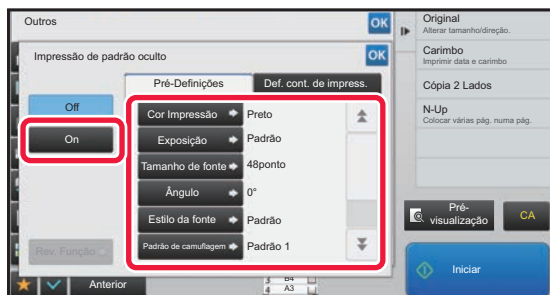 Outros
OK
Impressão de padrão oculto
OK
Pré-Definições
Def. cont. de impress.
Off
On
Cor Impressão
Preto
Exposição
Padrão
Tamanho de fonte
48ponto
Ângulo
0°
Estilo da fonte
Padrão
Padrão de camuflagem
Padrão 1
Rev. Função
Anterior
B4
4 A3
Original
Alterar tamanho/direção.
Carimbo
Imprimir data e carimbo
Cópia 2 Lados
N-Up
Colocar várias pág. numa pág.
Pré-
visualização
CA
Iniciar